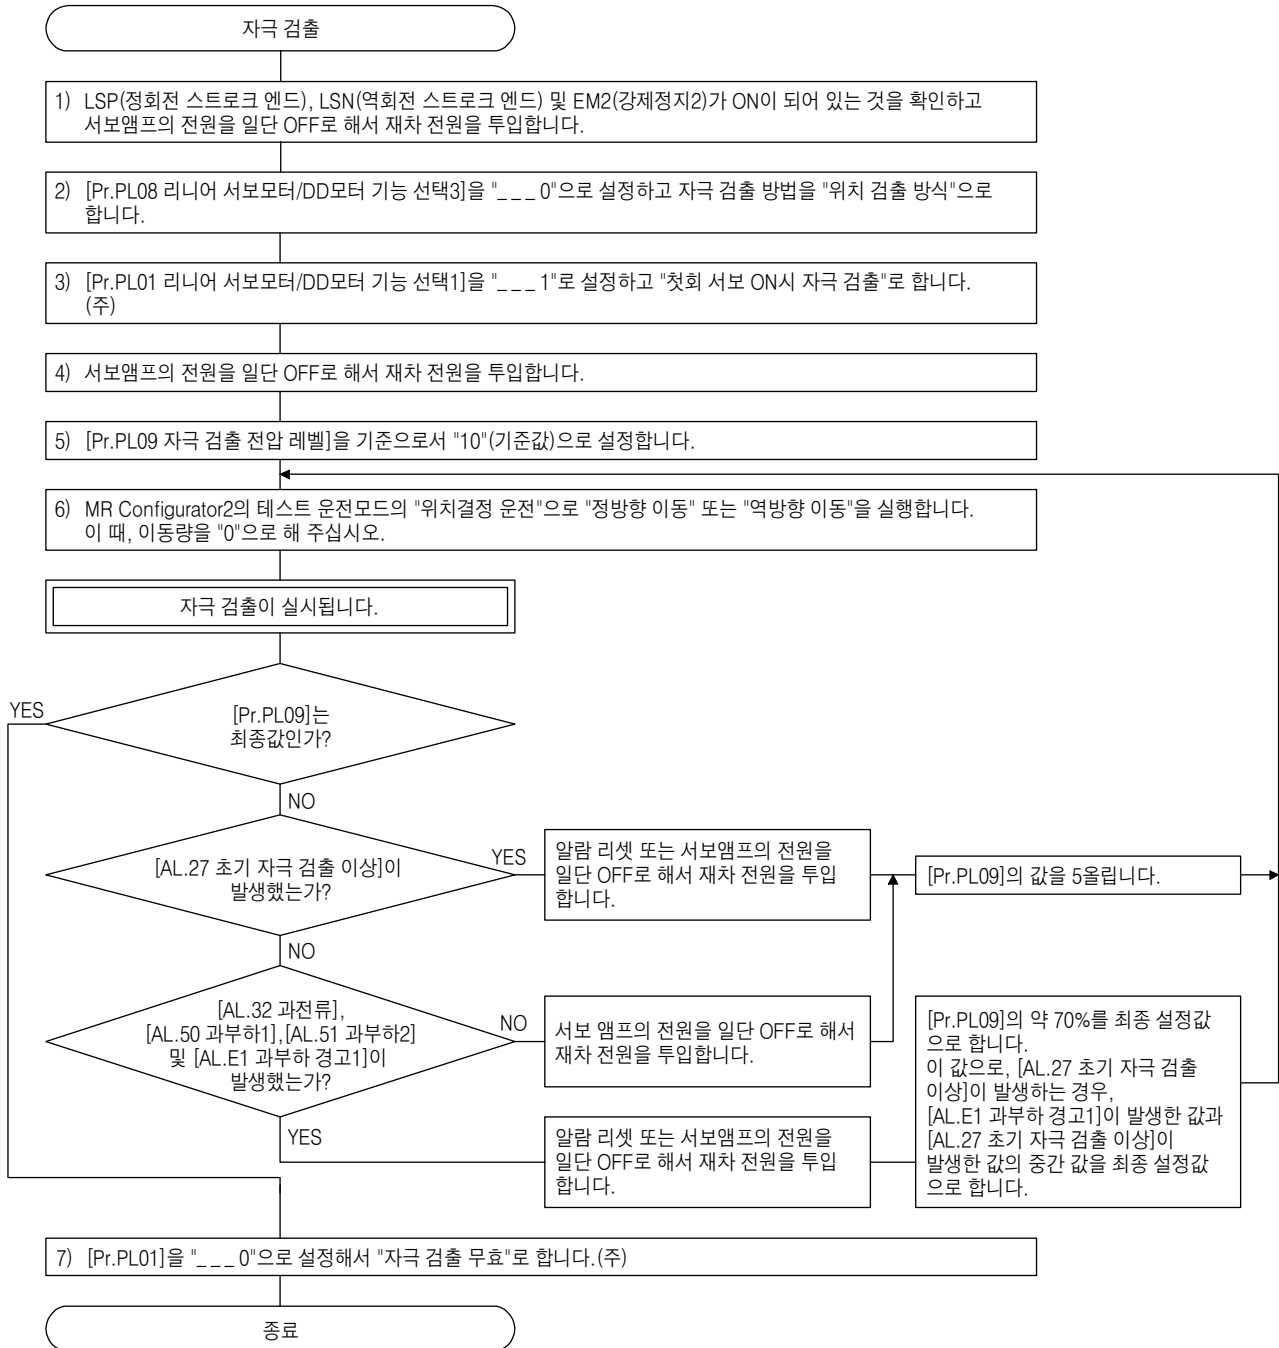 자극 검출
1) LSP(정회전 스트로크 엔드), LSN(역회전 스트로크 엔드) 및 EM2(강제정지2)가 ON이 되어 있는 것을 확인하고
서보앰프의 전원을 일단 OFF로 해서 재차 전원을 투입합니다.
2) [Pr.PL08 리니어 서보모터/DD모터 기능 선택3]을 "_ _ _ 0"으로 설정하고 자극 검출 방법을 "위치 검출 방식"으로
합니다.
3) [Pr.PL01 리니어 서보모터/DD모터 기능 선택1]을 "_ _ _ 1"로 설정하고 "첫회 서보 ON시 자극 검출"로 합니다.
(주)
4) 서보앰프의 전원을 일단 OFF로 해서 재차 전원을 투입합니다.
5) [Pr.PL09 자극 검출 전압 레벨]을 기준으로서 "10"(기준값)으로 설정합니다.
6) MR Configurator2의 테스트 운전모드의 "위치결정 운전"으로 "정방향 이동" 또는 "역방향 이동"을 실행합니다.
이 때, 이동량을 "0"으로 해 주십시오.
자극 검출이 실시됩니다.
YES
[Pr.PL09]는
최종값인가?
NO
[AL.27 초기 자극 검출 이상]이
발생했는가?
YES
알람 리셋 또는 서보앰프의 전원을
일단 OFF로 해서 재차 전원을 투입
합니다.
[Pr.PL09]의 값을 5올립니다.
NO
[AL.32 과전류],
[AL.50 과부하1],[AL.51 과부하2]
및 [AL.E1 과부하 경고1]이
발생했는가?
NO
서보 앰프의 전원을 일단 OFF로 해서
재차 전원을 투입합니다.
[Pr.PL09]의 약 70%를 최종 설정값
으로 합니다.
이 값으로, [AL.27 초기 자극 검출
이상]이 발생하는 경우,
[AL.E1 과부하 경고1]이 발생한 값과
[AL.27 초기 자극 검출 이상]이
발생한 값의 중간 값을 최종 설정값
으로 합니다.
YES
알람 리셋 또는 서보앰프의 전원을
일단 OFF로 해서 재차 전원을 투입
합니다.
7) [Pr.PL01]을 "_ _ _ 0"으로 설정해서 "자극 검출 무효"로 합니다.(주)
종료